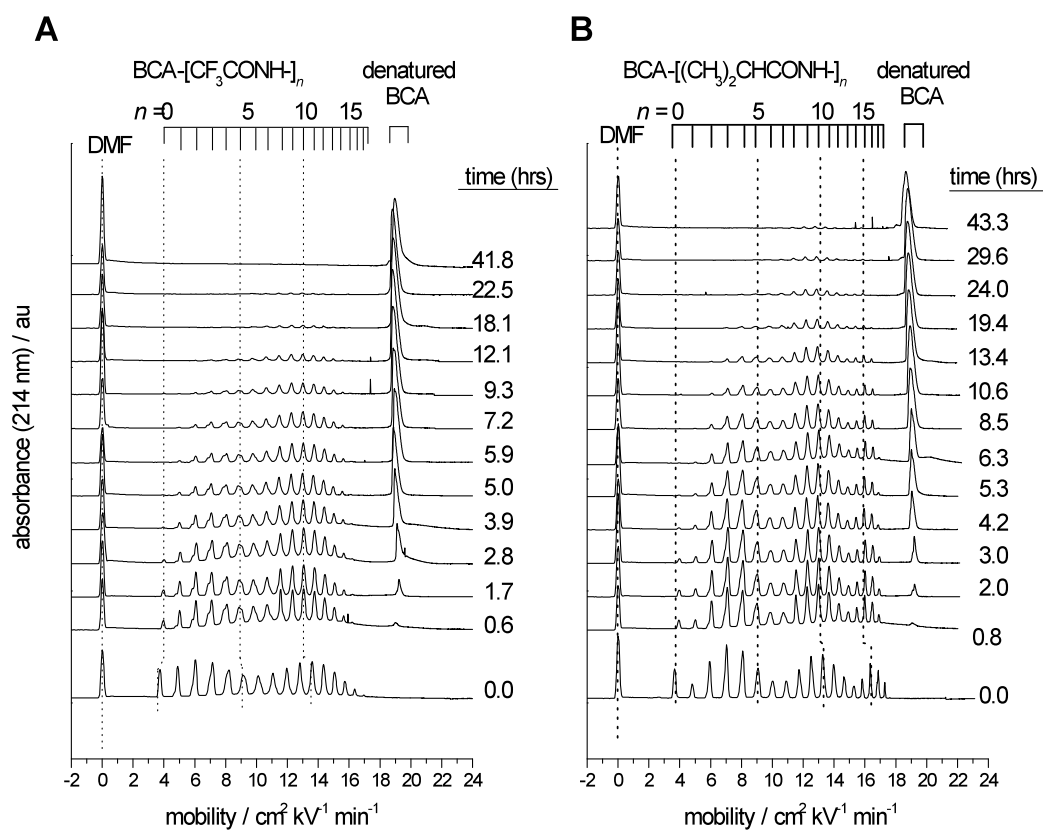 A
BCA-[CF3CONH-]n
denatured
BCA
n = 0 5 10 15
DMF
time (hrs)
41.8
22.5
18.1
12.1
9.3
7.2
5.9
5.0
3.9
2.8
1.7
0.6
0.0
absorbance (214 nm) / au
-2 0 2 4 6 8 10 12 14 16 18 20 22 24
mobility / cm² kV⁻¹ min⁻¹
B
BCA-[(CH3)2CHCONH-]n
denatured
BCA
n = 0 5 10 15
DMF
time (hrs)
43.3
29.6
24.0
19.4
13.4
10.6
8.5
6.3
5.3
4.2
3.0
2.0
0.8
0.0
-2 0 2 4 6 8 10 12 14 16 18 20 22 24
mobility / cm² kV⁻¹ min⁻¹